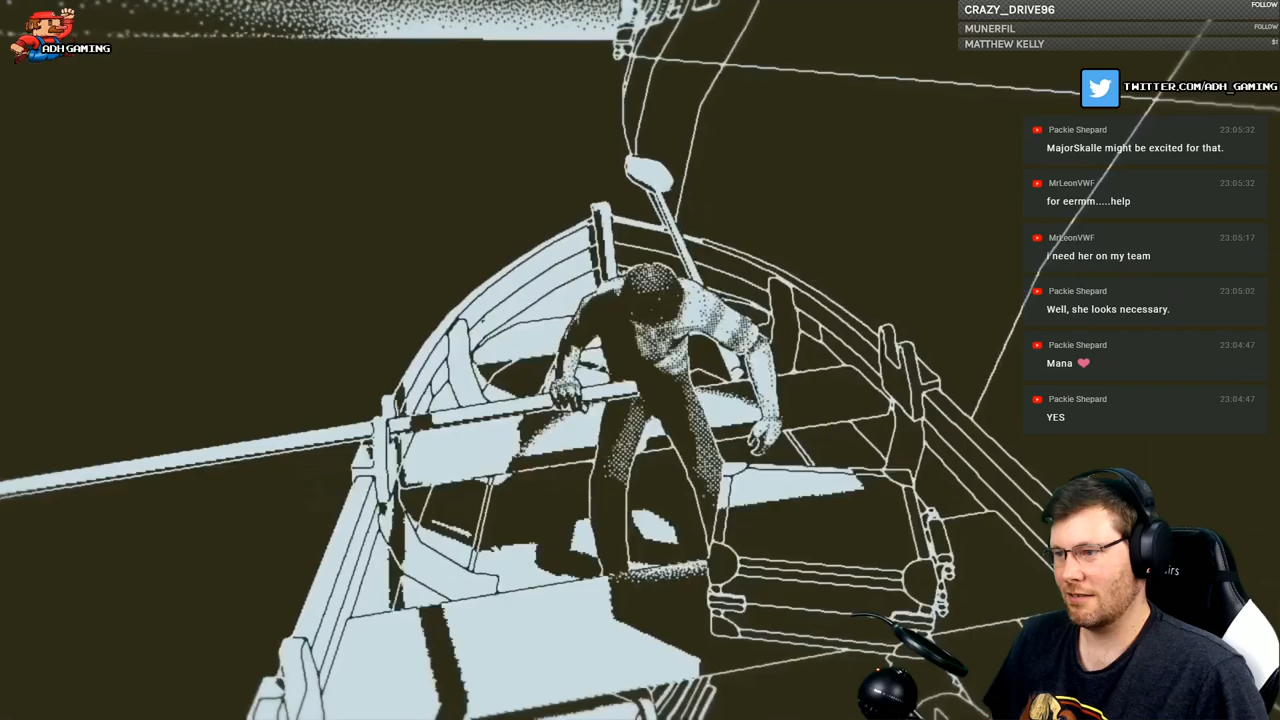 ADH GAMING
CRAZY_DRIVE96
FOLLOW
MUNERFIL
FOLLOW
MATTHEW KELLY
TWITTER.COM/ADH_GAMING
Packie Shepard 23:05:32
MajorSkalle might be excited for that.
MrLeonVWF 23:05:32
for eermm.....help
MrLeonVWF 23:05:17
i need her on my team
Packie Shepard 23:05:02
Well, she looks necessary.
Packie Shepard 23:04:47
Mana
Packie Shepard 23:04:47
YES